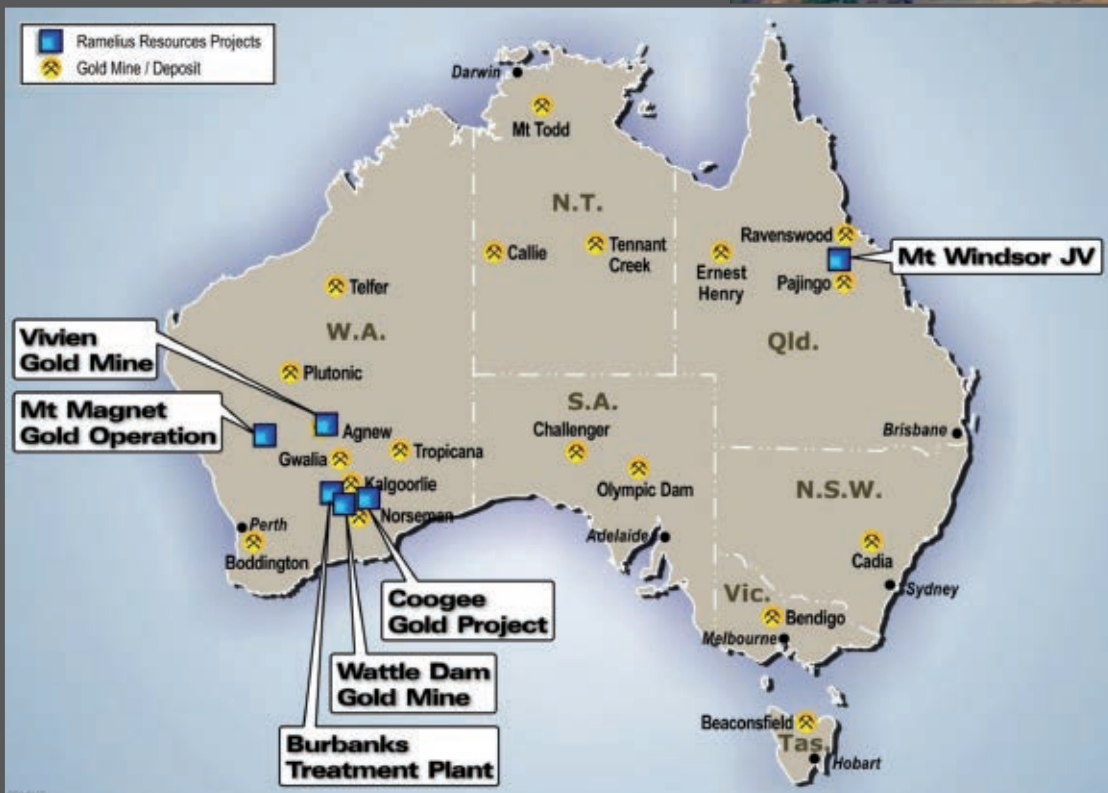 Ramelius Resources Projects
Gold Mine / Deposit
Darwin
Mt Todd
N.T.
Ravenswood
Callie
Tennant
Creek
Ernest
Henry
Mt Windsor JV
Pajingo
Telfer
W.A.
Qld.
Vivien
Gold Mine
Plutonic
Mt Magnet
Gold Operation
S.A.
Agnew
Challenger
Brisbane
Gwalia
Tropicana
Olympic Dam
Kalgoorlie
N.S.W.
Norseman
Perth
Adelaide
Boddington
Cadia
Coogee
Gold Project
Vic.
Sydney
Bendigo
Melbourne
Wattle Dam
Gold Mine
Beaconsfield
Burbanks
Treatment Plant
Tas.
Hobart